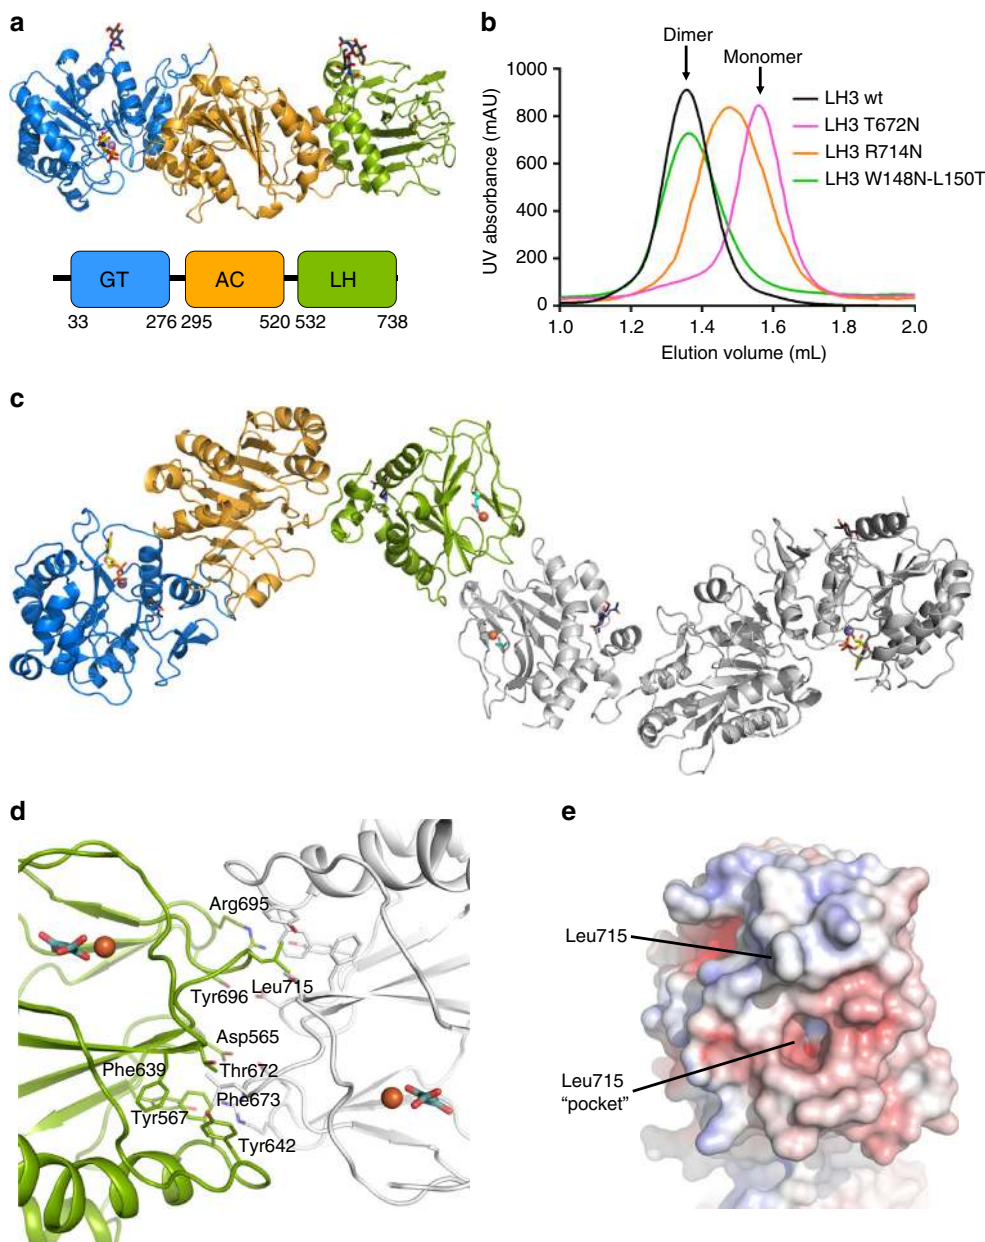 a
GT AC LH
33 276 295 520 532 738
b
Dimer
Monomer
1000
800
600
400
200
0
UV absorbance (mAU)
1.0 1.2 1.4 1.6 1.8 2.0
Elution volume (mL)
LH3 wt
LH3 T672N
LH3 R714N
LH3 W148N-L150T
c
d
Arg695
Leu715
Tyr696
Asp565
Phe639
Thr672
Phe673
Tyr567
Tyr642
e
Leu715
Leu715
“pocket”